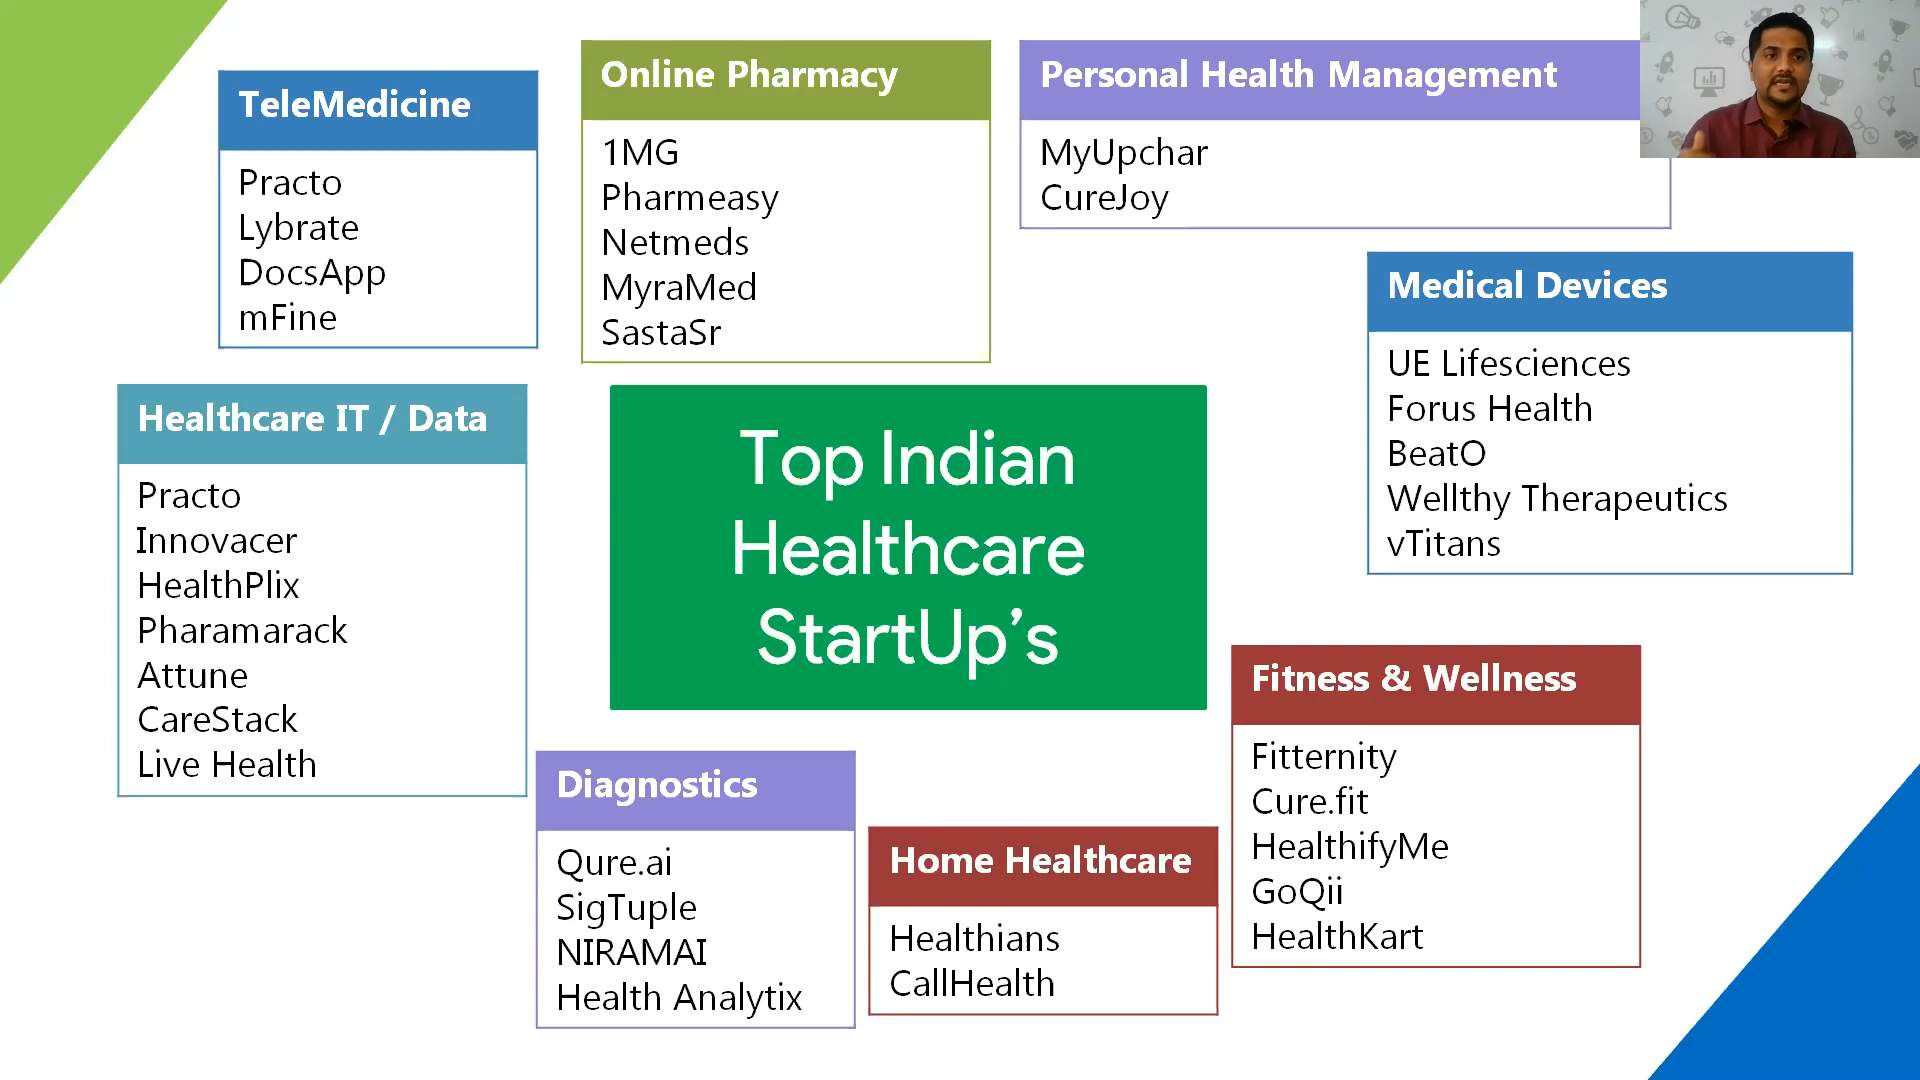 TeleMedicine
Practo
Lybrate
DocsApp
mFine
Online Pharmacy
1MG
Pharmeasy
Netmeds
MyraMed
SastaSr
Personal Health Management
MyUpchar
CureJoy
Medical Devices
UE Lifesciences
Forus Health
BeatO
Wellthy Therapeutics
vTitans
Healthcare IT / Data
Practo
Innovacer
HealthPlix
Pharamarack
Attune
CareStack
Live Health
Top Indian
Healthcare
StartUp’s
Fitness & Wellness
Fitternity
Cure.fit
HealthifyMe
GoQii
HealthKart
Diagnostics
Qure.ai
SigTuple
NIRAMAI
Health Analytix
Home Healthcare
Healthians
CallHealth